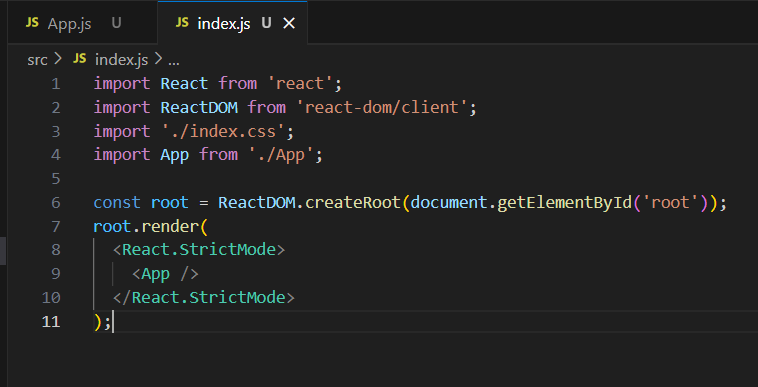 JS App.js U JS index.js U ×
src > JS index.js > ...
1 import React from 'react';
2 import ReactDOM from 'react-dom/client';
3 import './index.css';
4 import App from './App';
5
6 const root = ReactDOM.createRoot(document.getElementById('root'));
7 root.render(
8   <React.StrictMode>
9     <App />
10   </React.StrictMode>
11 );